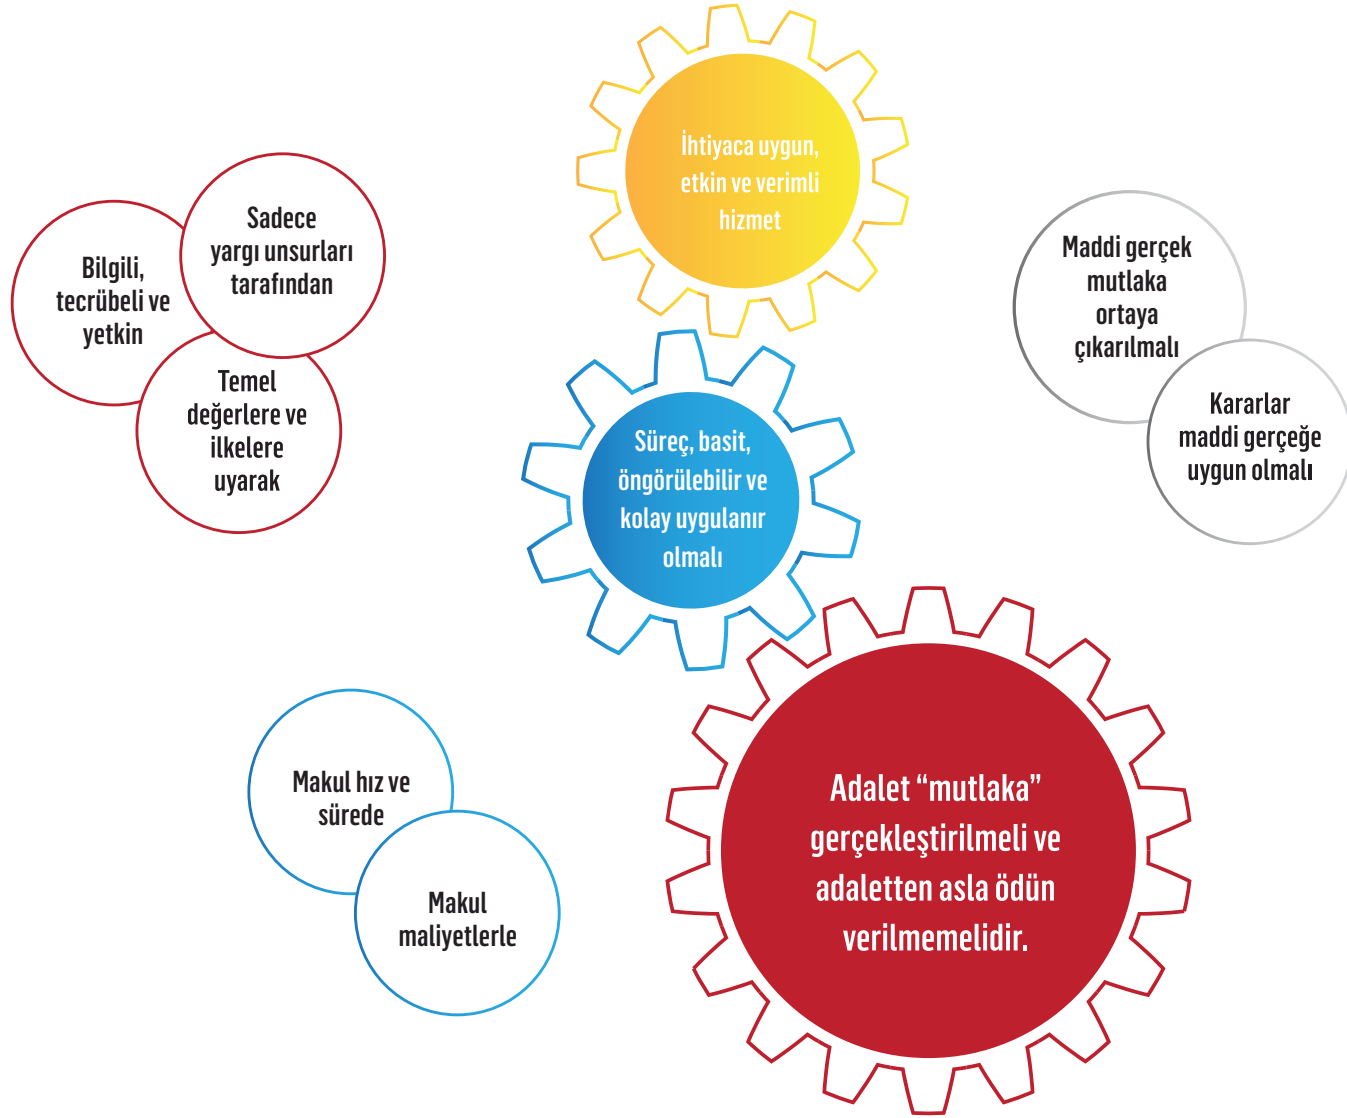 İhtiyaca uygun,
etkin ve verimli
hizmet
Sadece
yargı unsurları
tarafından
Bilgili,
tecrübeli ve
yetkin
Temel
değerlere ve
ilkelere
uyarak
Maddi gerçek
mutlaka
ortaya
çıkarılmalı
Kararlar
maddi gerçeğe
uygun olmalı
Süreç, basit,
öngörülebilir ve
kolay uygulanır
olmalı
Makul hız ve
sürede
Makul
maliyetlerle
Adalet “mutlaka”
gerçekleştirilmeli ve
adaletten asla ödün
verilmemelidir.